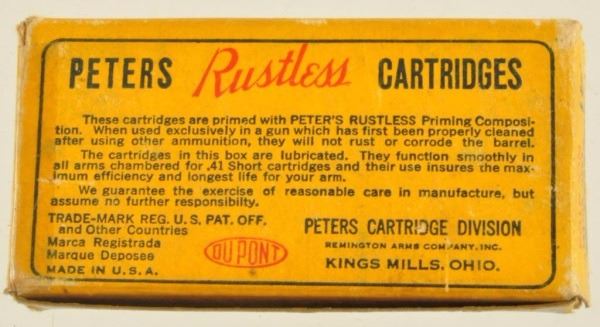 PETERS Rustless CARTRIDGES
These cartridges are primed with PETER'S RUSTLESS Priming Composi-
tion. When used exclusively in a gun which has first been properly cleaned
after using other ammunition, they will not rust or corrode the barrel.
The cartridges in this box are lubricated. They function smoothly in
all arms chambered for .41 Short cartridges and their use insures the max-
imum efficiency and longest life for your arm.
We guarantee the exercise of reasonable care in manufacture, but
assume no further responsibilty.
TRADE-MARK REG. U.S. PAT. OFF.
and Other Countries
Marca Registrada
Marque Deposee
MADE IN U.S.A.
DU PONT
PETERS CARTRIDGE DIVISION
REMINGTON ARMS COMPANY, INC.
KINGS MILLS, OHIO.